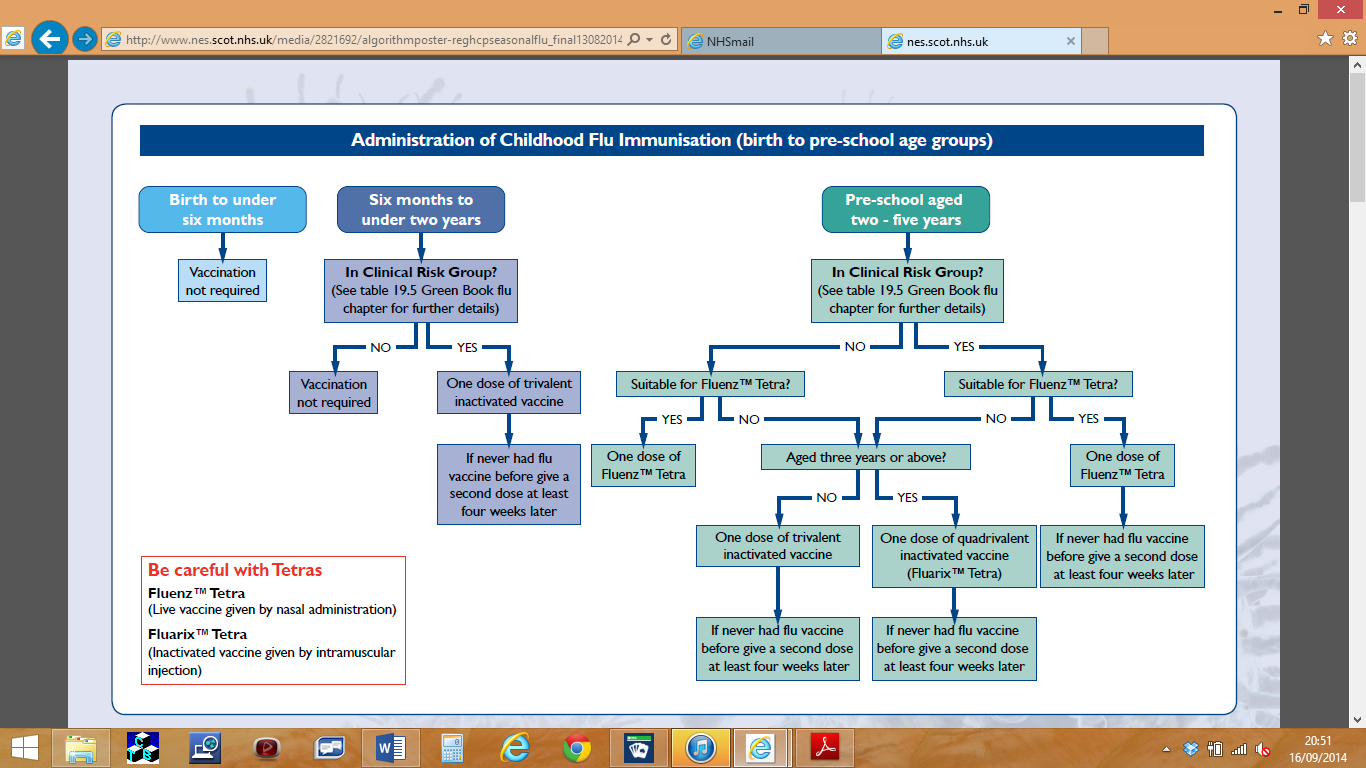 http://www.nes.scot.nhs.uk/media/2821692/algorithmposter-reghcpseasonalflu_final13082014
NHSmail
nes.scot.nhs.uk
Administration of Childhood Flu Immunisation (birth to pre-school age groups)
Birth to under
six months
Vaccination
not required
Six months to
under two years
In Clinical Risk Group?
(See table 19.5 Green Book flu
chapter for further details)
NO
YES
Vaccination
not required
One dose of trivalent
inactivated vaccine
If never had flu
vaccine before give a
second dose at least
four weeks later
Pre-school aged
two - five years
In Clinical Risk Group?
(See table 19.5 Green Book flu
chapter for further details)
NO
YES
Suitable for Fluenz™ Tetra?
Suitable for Fluenz™ Tetra?
YES
NO
NO
YES
One dose of
Fluenz™ Tetra
Aged three years or above?
One dose of
Fluenz™ Tetra
NO
YES
One dose of trivalent
inactivated vaccine
One dose of quadrivalent
inactivated vaccine
(Fluarix™ Tetra)
If never had flu vaccine
before give a second dose
at least four weeks later
If never had flu vaccine
before give a second dose
at least four weeks later
If never had flu vaccine
before give a second dose
at least four weeks later
Be careful with Tetras
Fluenz™ Tetra
(Live vaccine given by nasal administration)
Fluarix™ Tetra
(Inactivated vaccine given by intramuscular
injection)
20:51
16/09/2014